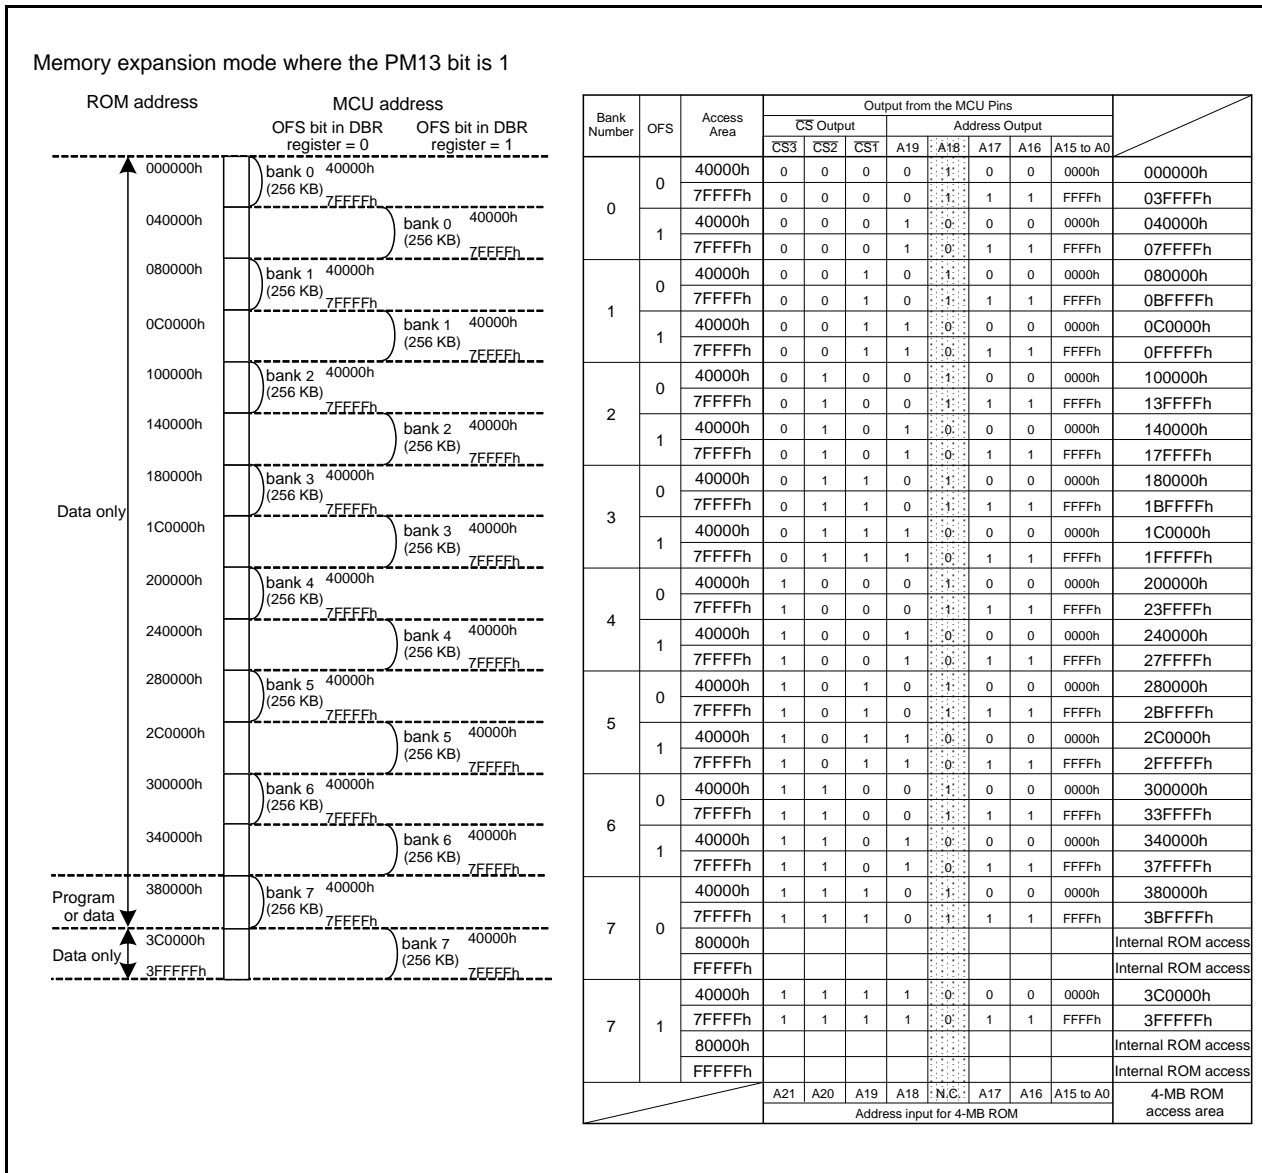 Memory expansion mode where the PM13 bit is 1
ROM address
MCU address
OFS bit in DBR register = 0
OFS bit in DBR register = 1
000000h
bank 0 (256 KB) 40000h 7FFFFh
040000h
bank 0 (256 KB) 40000h 7FFFFh
080000h
bank 1 (256 KB) 40000h 7FFFFh
0C0000h
bank 1 (256 KB) 40000h 7FFFFh
100000h
bank 2 (256 KB) 40000h 7FFFFh
140000h
bank 2 (256 KB) 40000h 7FFFFh
180000h
bank 3 (256 KB) 40000h 7FFFFh
Data only
1C0000h
bank 3 (256 KB) 40000h 7FFFFh
200000h
bank 4 (256 KB) 40000h 7FFFFh
240000h
bank 4 (256 KB) 40000h 7FFFFh
280000h
bank 5 (256 KB) 40000h 7FFFFh
2C0000h
bank 5 (256 KB) 40000h 7FFFFh
300000h
bank 6 (256 KB) 40000h 7FFFFh
340000h
bank 6 (256 KB) 40000h 7FFFFh
Program or data
380000h
bank 7 (256 KB) 40000h 7FFFFh
Data only
3C0000h
bank 7 (256 KB) 40000h 7FFFFh
3FFFFFh
Bank Number OFS Access Area Output from the MCU Pins
CS Output Address Output
CS3 CS2 CS1 A19 A18 A17 A16 A15 to A0
0 0 40000h 0 0 0 0 1 0 0 0000h 000000h
7FFFFh 0 0 0 0 1 1 1 FFFFh 03FFFFh
1 40000h 0 0 0 1 0 0 0 0000h 040000h
7FFFFh 0 0 0 1 0 1 1 FFFFh 07FFFFh
1 0 40000h 0 0 1 0 1 0 0 0000h 080000h
7FFFFh 0 0 1 0 1 1 1 FFFFh 0BFFFFh
1 40000h 0 0 1 1 0 0 0 0000h 0C0000h
7FFFFh 0 0 1 1 0 1 1 FFFFh 0FFFFFh
2 0 40000h 0 1 0 0 1 0 0 0000h 100000h
7FFFFh 0 1 0 0 1 1 1 FFFFh 13FFFFh
1 40000h 0 1 0 1 0 0 0 0000h 140000h
7FFFFh 0 1 0 1 0 1 1 FFFFh 17FFFFh
3 0 40000h 0 1 1 0 1 0 0 0000h 180000h
7FFFFh 0 1 1 0 1 1 1 FFFFh 1BFFFFh
1 40000h 0 1 1 1 0 0 0 0000h 1C0000h
7FFFFh 0 1 1 1 0 1 1 FFFFh 1FFFFFh
4 0 40000h 1 0 0 0 1 0 0 0000h 200000h
7FFFFh 1 0 0 0 1 1 1 FFFFh 23FFFFh
1 40000h 1 0 0 1 0 0 0 0000h 240000h
7FFFFh 1 0 0 1 0 1 1 FFFFh 27FFFFh
5 0 40000h 1 0 1 0 1 0 0 0000h 280000h
7FFFFh 1 0 1 0 1 1 1 FFFFh 2BFFFFh
1 40000h 1 0 1 1 0 0 0 0000h 2C0000h
7FFFFh 1 0 1 1 0 1 1 FFFFh 2FFFFFh
6 0 40000h 1 1 0 0 1 0 0 0000h 300000h
7FFFFh 1 1 0 0 1 1 1 FFFFh 33FFFFh
1 40000h 1 1 0 1 0 0 0 0000h 340000h
7FFFFh 1 1 0 1 0 1 1 FFFFh 37FFFFh
7 0 40000h 1 1 1 0 1 0 0 0000h 380000h
7FFFFh 1 1 1 0 1 1 1 FFFFh 3BFFFFh
80000h Internal ROM access
FFFFFh Internal ROM access
7 1 40000h 1 1 1 1 0 0 0 0000h 3C0000h
7FFFFh 1 1 1 1 0 1 1 FFFFh 3FFFFFh
80000h Internal ROM access
FFFFFh Internal ROM access
A21 A20 A19 A18 N.C. A17 A16 A15 to A0 4-MB ROM access area
Address input for 4-MB ROM